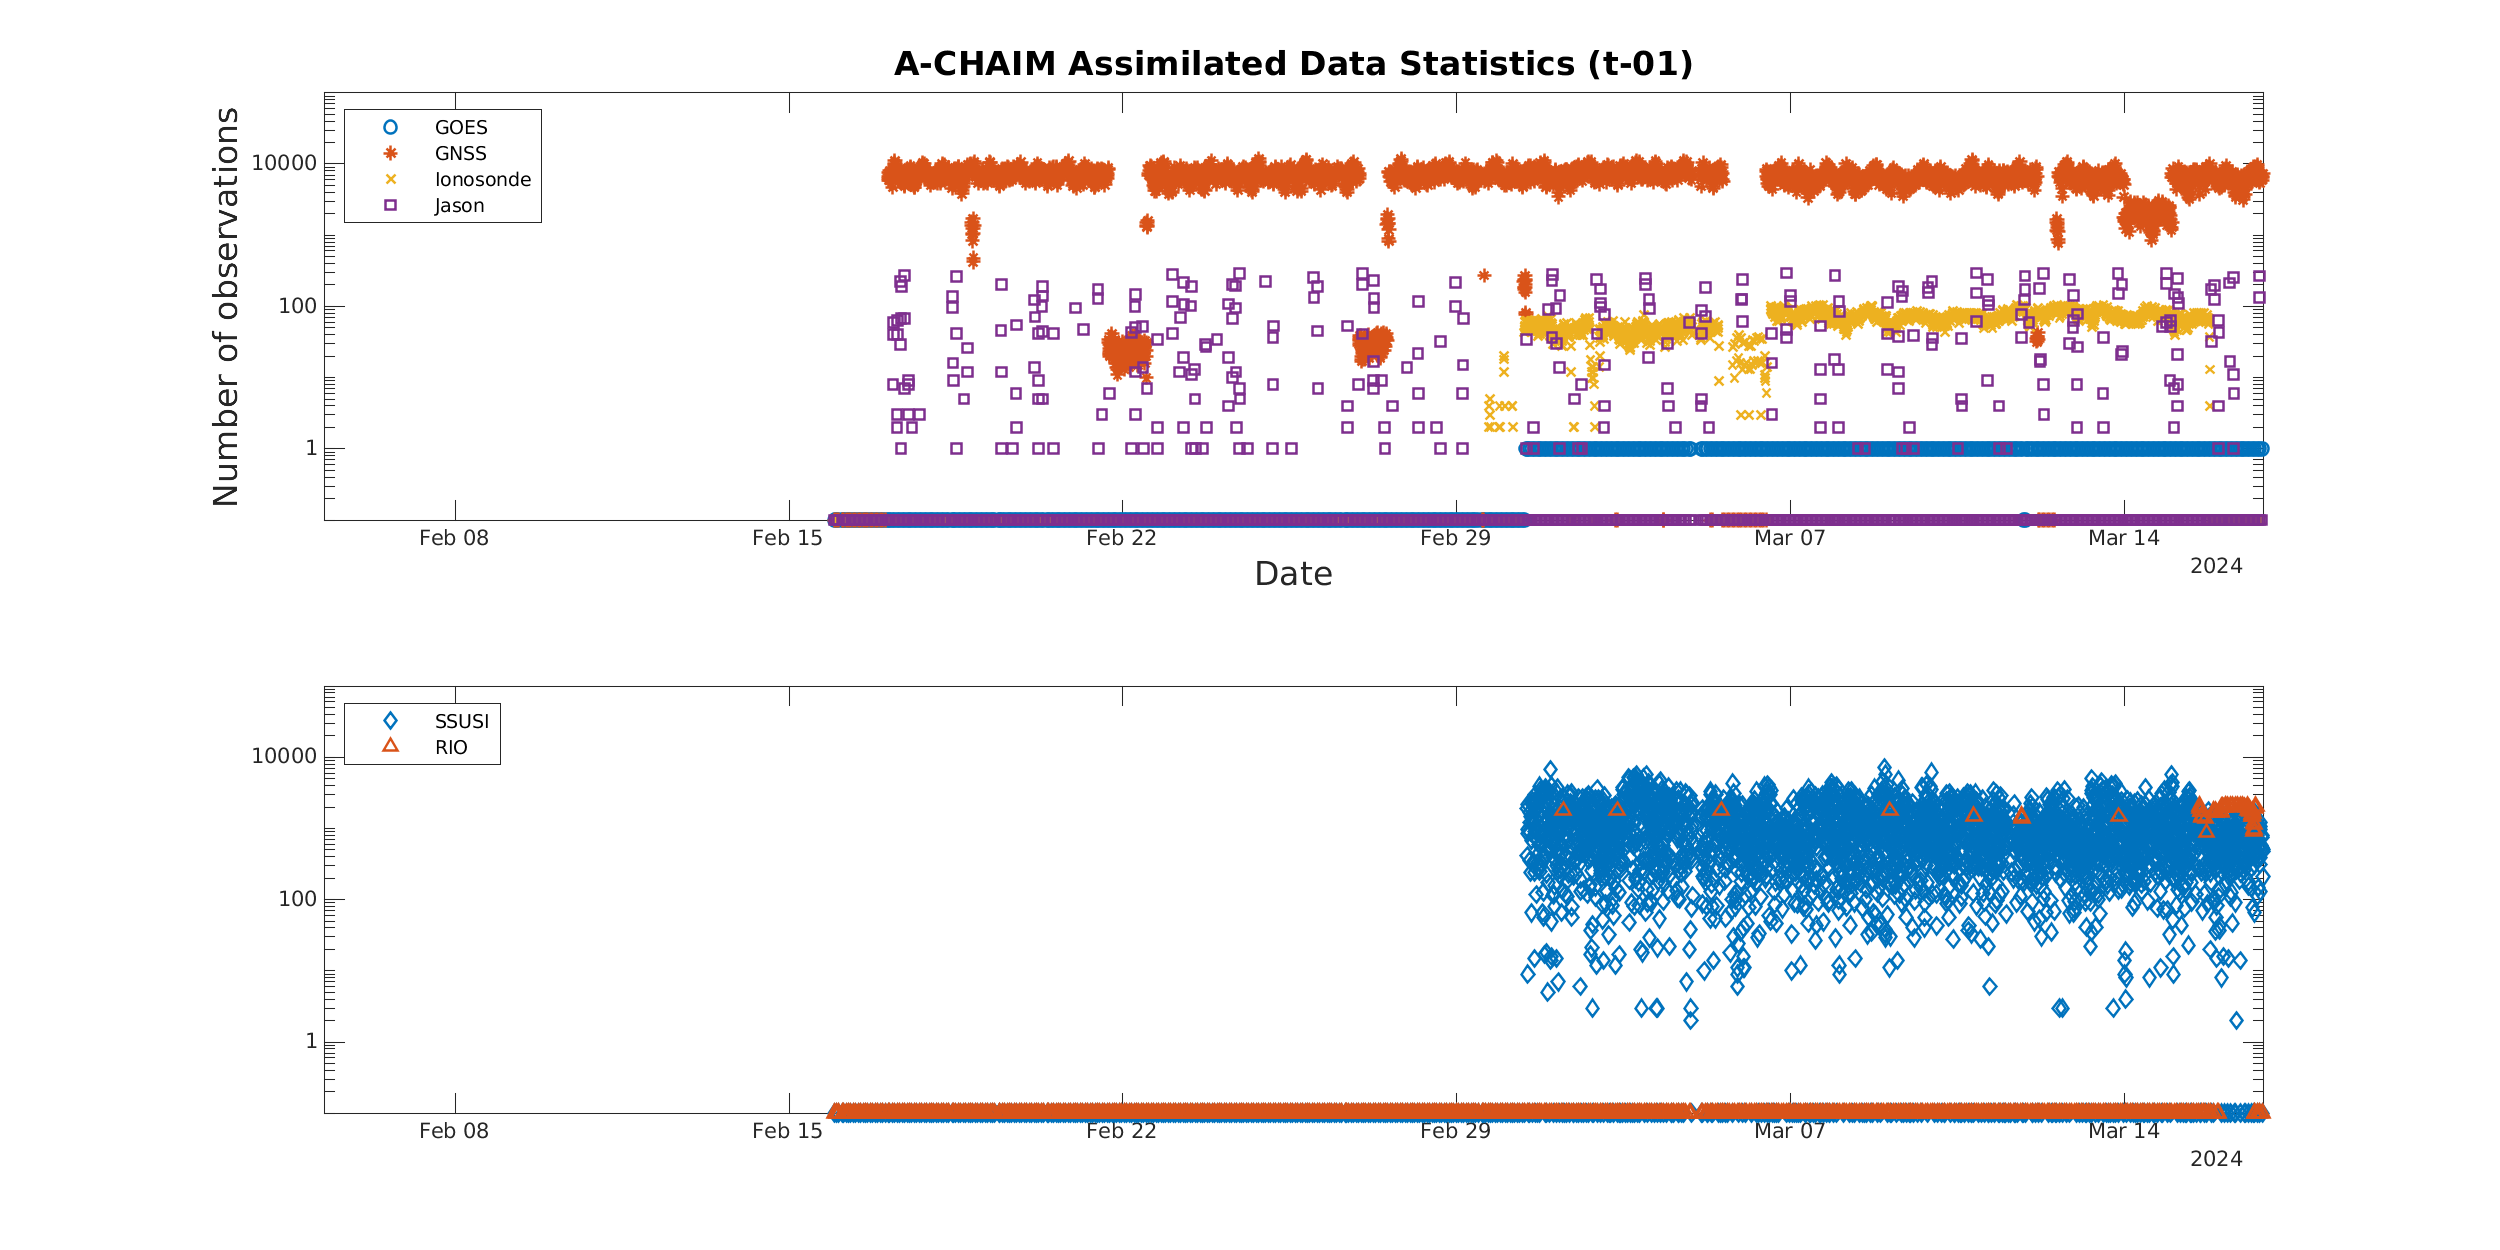 A-CHAIM Assimilated Data Statistics (t-01)
Number of observations
10000
100
1
GOES
GNSS
Ionosonde
Jason
Feb 08
Feb 15
Feb 22
Feb 29
Mar 07
Mar 14
2024
Date
10000
100
1
SSUSI
RIO
Feb 08
Feb 15
Feb 22
Feb 29
Mar 07
Mar 14
2024